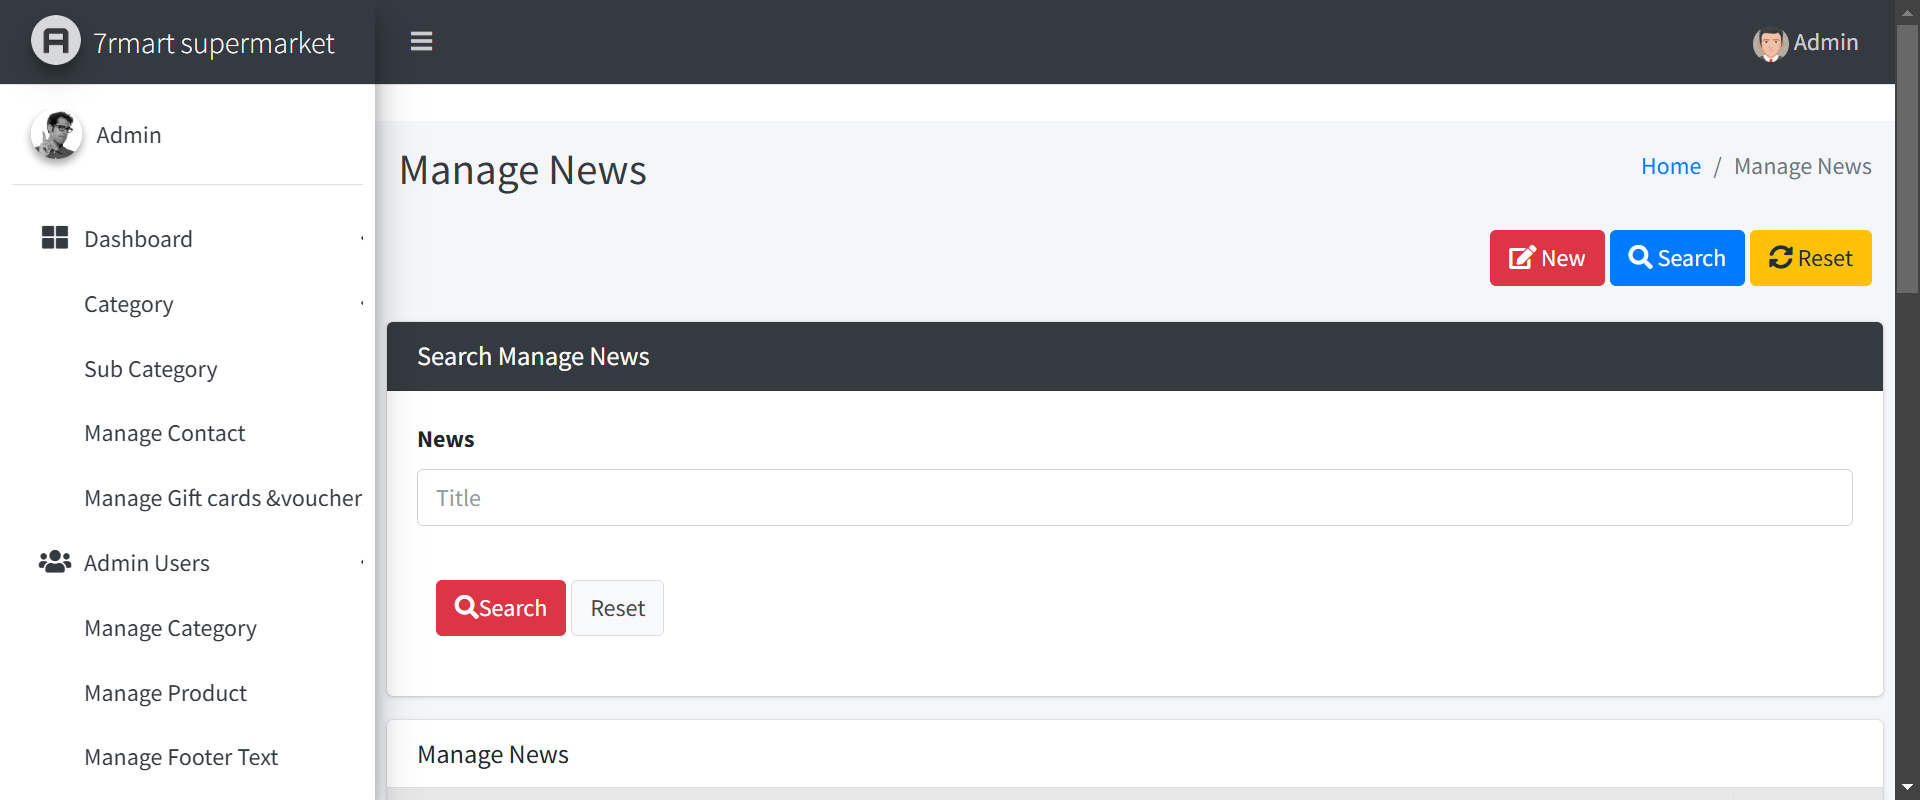 7rmart supermarket
Admin
Admin
Manage News
Home / Manage News
Dashboard
New
Search
Reset
Category
Search Manage News
Sub Category
Manage Contact
News
Manage Gift cards &voucher
Title
Admin Users
Search
Reset
Manage Category
Manage Product
Manage Footer Text
Manage News